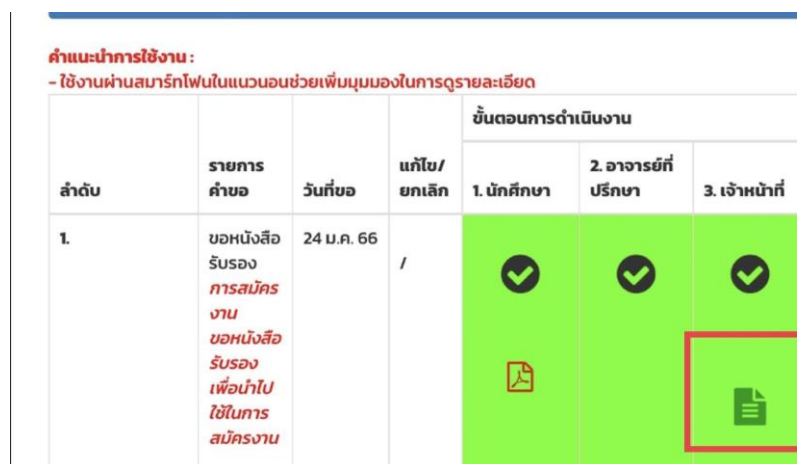 คำแนะนำการใช้งาน :
- ใช้งานผ่านสมาร์ทโฟนในแนวนอนช่วยเพิ่มมุมมองในการดูรายละเอียด
ขั้นตอนการดำเนินงาน
ลำดับ
รายการ
คำขอ
วันที่ขอ
แก้ไข/
ยกเลิก
1. นักศึกษา
2. อาจารย์ที่
ปรึกษา
3. เจ้าหน้าที่
1.
ขอหนังสือ
รับรอง
การสมัคร
งาน
ขอหนังสือ
รับรอง
เพื่อนำไป
ใช้ในการ
สมัครงาน
24 ม.ค. 66
/